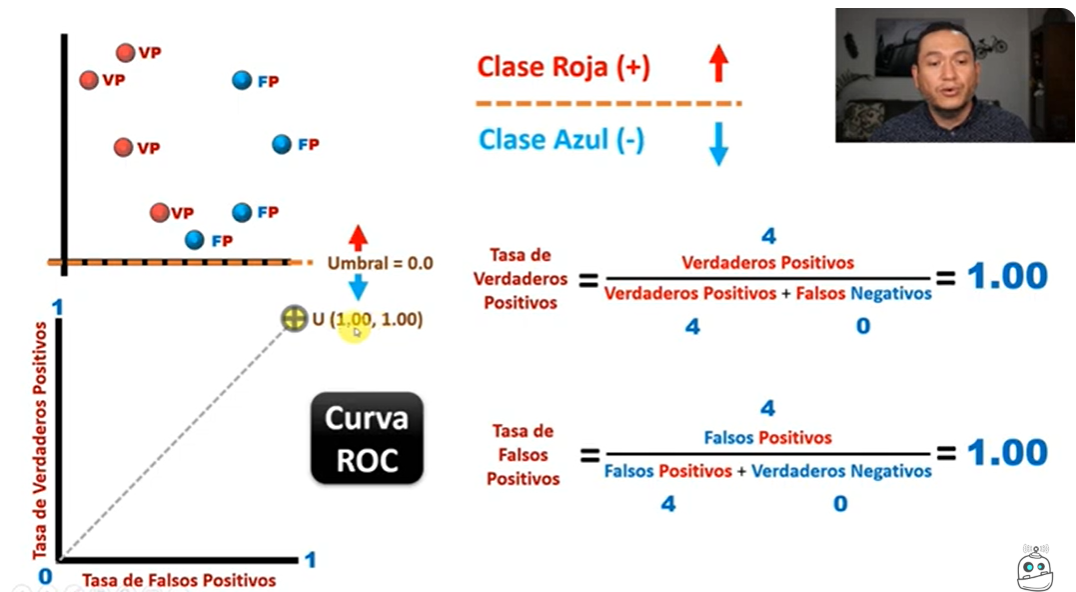 VP
VP
FP
VP
FP
VP
FP
FP
Umbral = 0.0
Clase Roja (+)
Clase Azul (-)
Tasa de
Verdaderos
Positivos
=
4
Verdaderos Positivos
Verdaderos Positivos + Falsos Negativos
4
0
= 1.00
1
U (1,00, 1.00)
Tasa de Verdaderos Positivos
Curva
ROC
0
1
Tasa de Falsos Positivos
Tasa de
Falsos
Positivos
=
4
Falsos Positivos
Falsos Positivos + Verdaderos Negativos
4
0
= 1.00